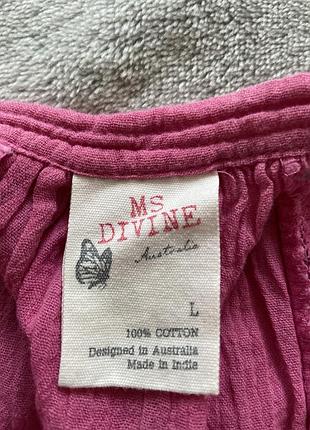 MS
DIVINE
Australia
L
100% COTTON
Designed in Australia
Made in India